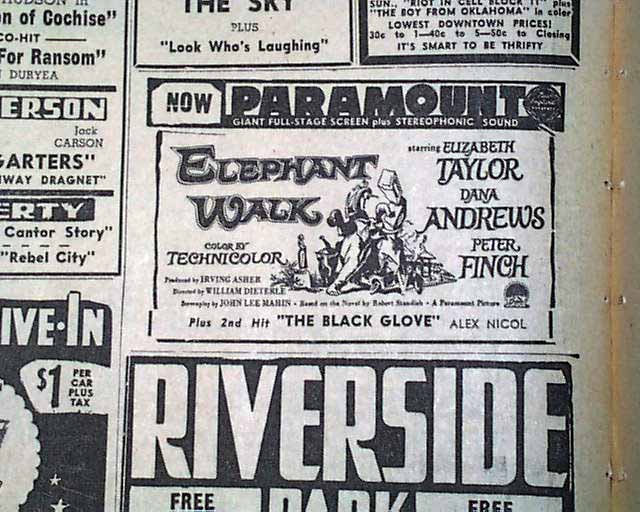 HUDSON in
n of Cochise"
CO-HIT
For Ransom"
DURYEA
ERSON
Jack
CARSON
GARTERS"
WAY DRAGNET"
ERTY
Cantor Story"
"Rebel City"
IVE-IN
$1 PER
CAR
PLUS
TAX
THE SKY
PLUS
"Look Who's Laughing"
SUN., "RIOT IN CELL BLOCK 11" plus
"THE BOY FROM OKLAHOMA" in color
LOWEST DOWNTOWN PRICES!
30c to 1—40c to 5—50c to Closing
IT'S SMART TO BE THRIFTY
NOW PARAMOUNT
GIANT FULL-STAGE SCREEN plus STEREOPHONIC SOUND
ELEPHANT
WALK
COLOR BY
TECHNICOLOR
starring ELIZABETH
TAYLOR
DANA
ANDREWS
PETER
FINCH
Produced by IRVING ASHER
Directed by WILLIAM DIETERLE
Screenplay by JOHN LEE MAHIN - Based on the Novel by Robert Standish - A Paramount Picture
Plus 2nd Hit "THE BLACK GLOVE" ALEX NICOL
RIVERSIDE
FREE PARK FREE